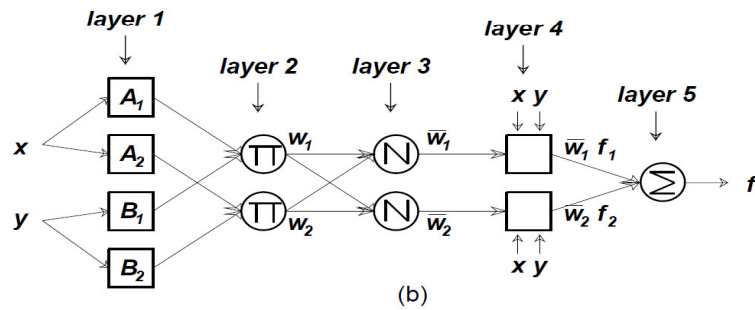 layer 1
layer 4
layer 2
layer 3
layer 5
x y
A₁
w₁
w̅₁
w̅₁ f₁
x
A₂
Π
N
Σ
f
y
B₁
Π
N
w₂
w̅₂
w̅₂ f₂
B₂
x y
(b)